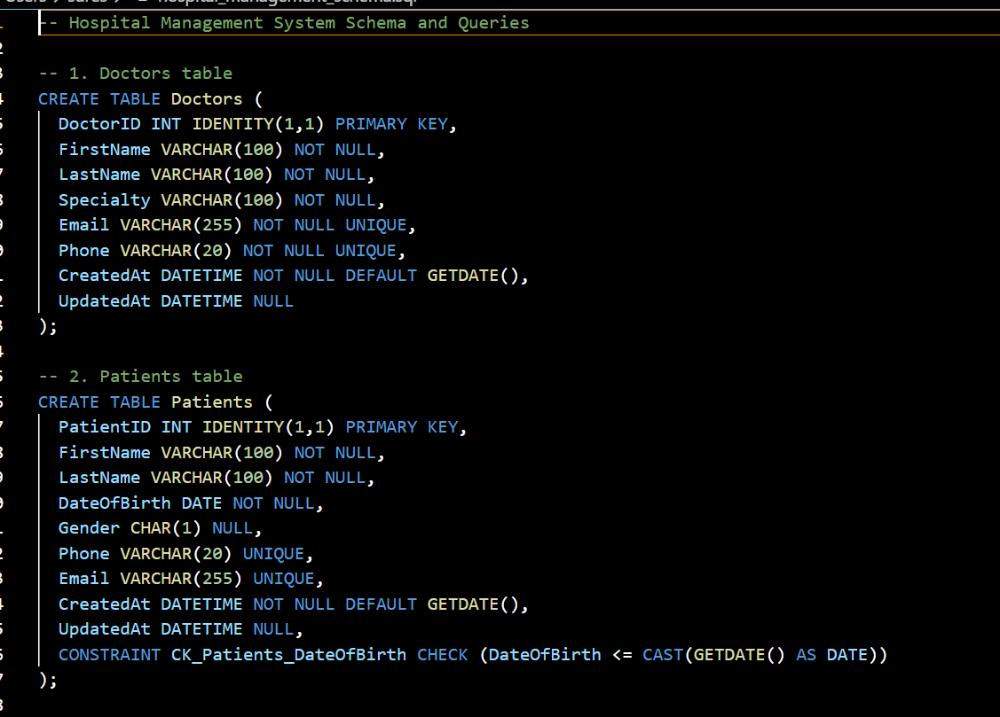 hospital_management_schema.sql
-- Hospital Management System Schema and Queries
-- 1. Doctors table
CREATE TABLE Doctors (
DoctorID INT IDENTITY(1,1) PRIMARY KEY,
FirstName VARCHAR(100) NOT NULL,
LastName VARCHAR(100) NOT NULL,
Specialty VARCHAR(100) NOT NULL,
Email VARCHAR(255) NOT NULL UNIQUE,
Phone VARCHAR(20) NOT NULL UNIQUE,
CreatedAt DATETIME NOT NULL DEFAULT GETDATE(),
UpdatedAt DATETIME NULL
);
-- 2. Patients table
CREATE TABLE Patients (
PatientID INT IDENTITY(1,1) PRIMARY KEY,
FirstName VARCHAR(100) NOT NULL,
LastName VARCHAR(100) NOT NULL,
DateOfBirth DATE NOT NULL,
Gender CHAR(1) NULL,
Phone VARCHAR(20) UNIQUE,
Email VARCHAR(255) UNIQUE,
CreatedAt DATETIME NOT NULL DEFAULT GETDATE(),
UpdatedAt DATETIME NULL,
CONSTRAINT CK_Patients_DateOfBirth CHECK (DateOfBirth <= CAST(GETDATE() AS DATE))
);